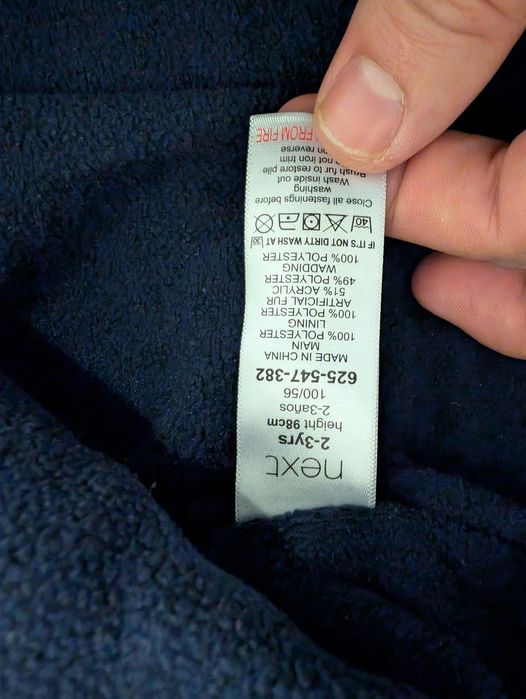 next
2-3yrs
height 98cm
2-3años
100/56
625-547-382
MADE IN CHINA
MAIN
100% POLYESTER
LINING
100% POLYESTER
ARTIFICIAL FUR
51% ACRYLIC
49% POLYESTER
WADDING
100% POLYESTER
IF IT'S NOT DIRTY WASH AT 30
40
Close all fastenings before
washing
Wash inside out
Brush fur to restore pile
not iron trim
on reverse
FROM FIRE